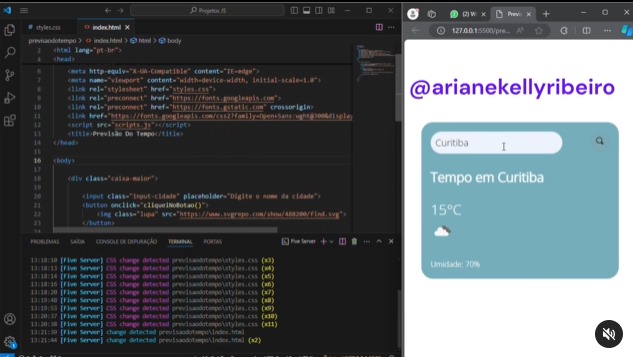 Projetos JS
styles.css
index.html
previsaodotempo > index.html > html > body
2 <html lang="pt-br">
4 <head>
6 <meta http-equiv="X-UA-Compatible" content="IE=edge">
7 <meta name="viewport" content="width=device-width, initial-scale=1.0">
8 <link rel="stylesheet" href="styles.css">
9 <link rel="preconnect" href="https://fonts.googleapis.com">
10 <link rel="preconnect" href="https://fonts.gstatic.com" crossorigin>
11 <link href="https://fonts.googleapis.com/css2?family=Open+Sans:wght@300&displa
12 <script src="scripts.js"></script>
13 <title>Previsão Do Tempo</title>
14 </head>
16 <body>
18 <div class="caixa-maior">
20 <input class="input-cidade" placeholder="Digite o nome da cidade">
21 <button onclick="cliqueiNoBotao()">
22 <img class="lupa" src="https://www.svgrepo.com/show/488200/find.svg">
23 </button>
PROBLEMAS SAÍDA CONSOLE DE DEPURAÇÃO TERMINAL PORTAS
Five Server
13:18:10 [Five Server] CSS change detected previsaodotempo\styles.css (x3)
13:18:13 [Five Server] CSS change detected previsaodotempo\styles.css (x4)
13:18:14 [Five Server] CSS change detected previsaodotempo\styles.css (x5)
13:18:15 [Five Server] CSS change detected previsaodotempo\styles.css (x6)
13:18:16 [Five Server] CSS change detected previsaodotempo\styles.css (x7)
13:18:48 [Five Server] CSS change detected previsaodotempo\styles.css (x8)
13:19:53 [Five Server] CSS change detected previsaodotempo\styles.css (x9)
13:20:37 [Five Server] CSS change detected previsaodotempo\styles.css (x10)
13:20:38 [Five Server] CSS change detected previsaodotempo\styles.css (x11)
13:21:39 [Five Server] change detected previsaodotempo\index.html
13:21:44 [Five Server] change detected previsaodotempo\index.html (x2)
(2) W
Previs
127.0.0.1:5500/pre...
@arianekellyribeiro
Curitiba
Tempo em Curitiba
15°C
Umidade: 70%